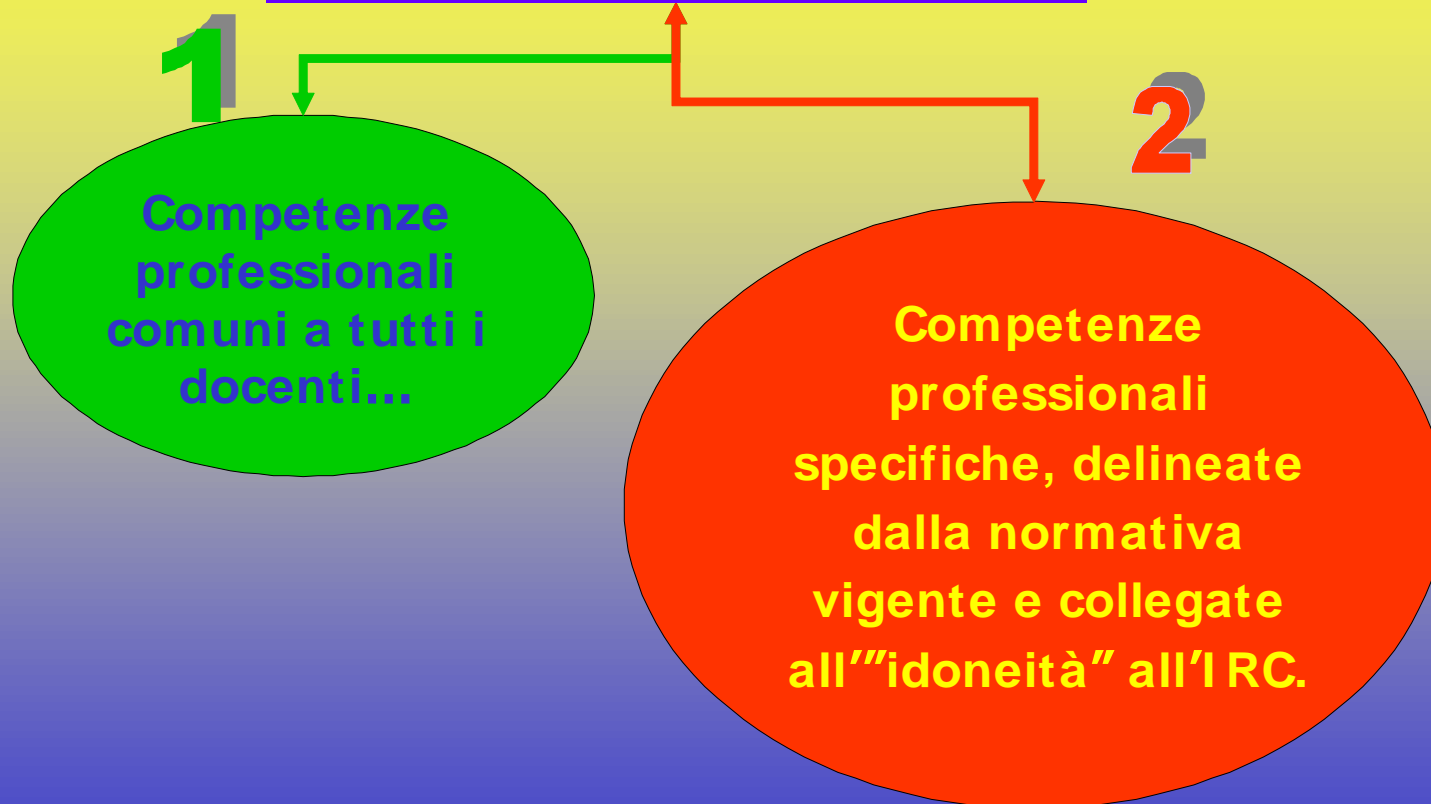 1
Competenze
professionali
comuni a tutti i
docenti...
2
Competenze
professionali
specifiche, delineate
dalla normativa
vigente e collegate
all′″idoneità″ all′IRC.